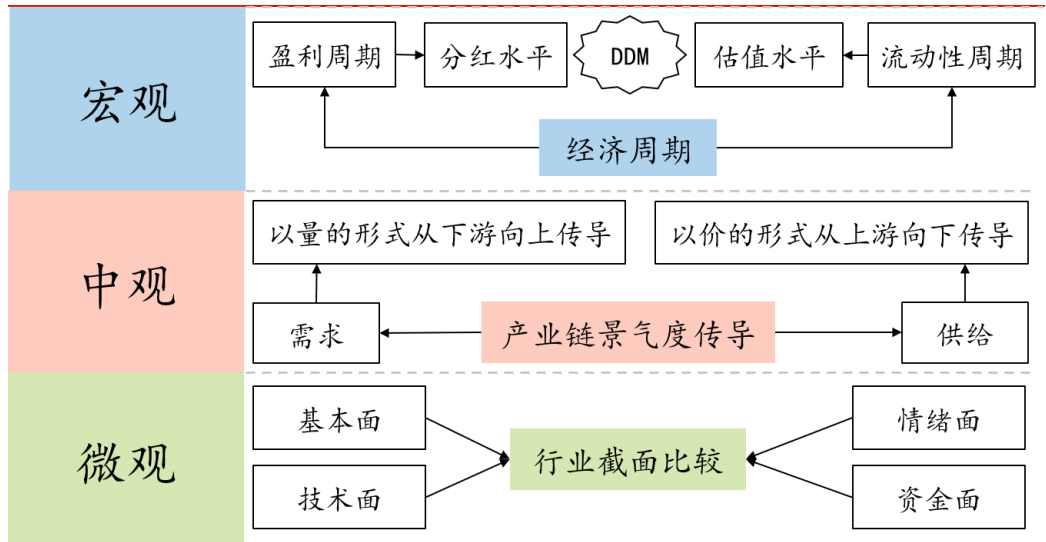 宏观
盈利周期
分红水平
DDM
估值水平
流动性周期
经济周期
中观
以量的形式从下游向上传导
以价的形式从上游向下传导
需求
产业链景气度传导
供给
微观
基本面
情绪面
行业截面比较
技术面
资金面